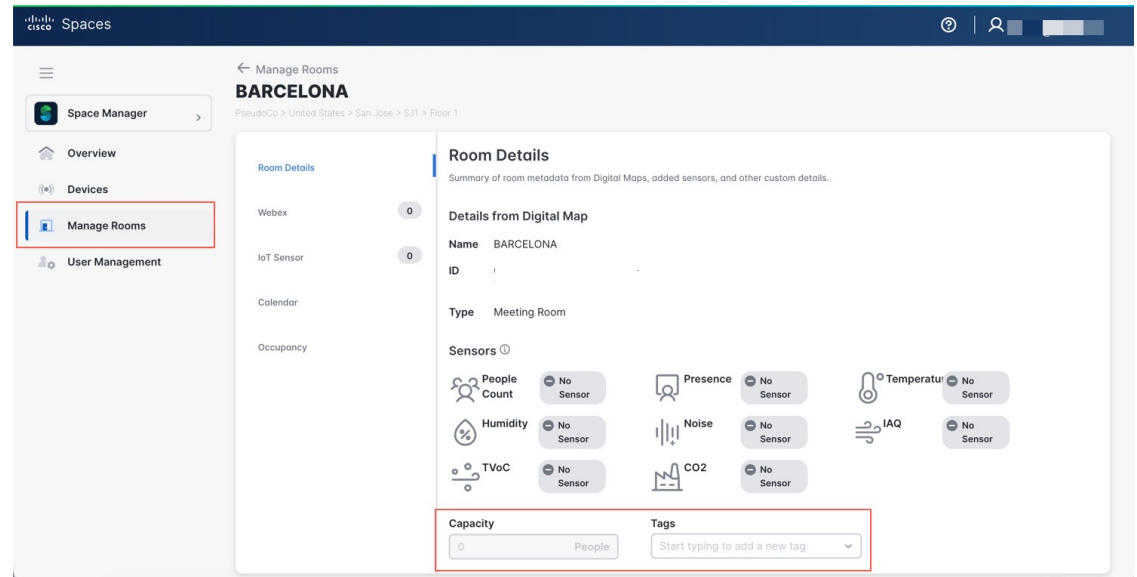 CISCO Spaces
Space Manager
Overview
Devices
Manage Rooms
User Management
← Manage Rooms
BARCELONA
PseudoCo > United States > San Jose > SJ1 > Floor 1
Room Details
Webex 0
IoT Sensor 0
Calendar
Occupancy
Room Details
Summary of room metadata from Digital Maps, added sensors, and other custom details.
Details from Digital Map
Name BARCELONA
ID
Type Meeting Room
Sensors
People Count No Sensor
Presence No Sensor
Temperatur No Sensor
Humidity No Sensor
Noise No Sensor
IAQ No Sensor
TVoC No Sensor
CO2 No Sensor
Capacity
0 People
Tags
Start typing to add a new tag